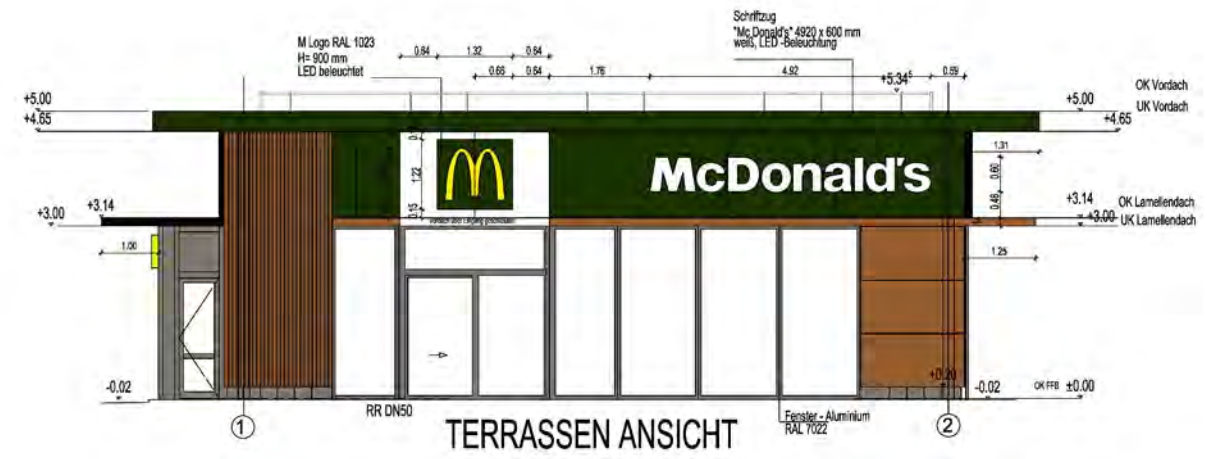 Schriftzug
"Mc Donald's" 4920 x 600 mm
weiß, LED -Beleuchtung
M Logo RAL 1023
H= 900 mm
LED beleuchtet
0.64 1.32 0.64
0.66 0.64 1.76 4.92 0.69
+5.34⁵
OK Vordach
+5.00 +5.00
UK Vordach
+4.65 +4.65
1.31
McDonald's
1.22
0.60
0.15 0.48
+3.14 +3.14 OK Lamellendach
+3.00 +3.00 UK Lamellendach
1.00 1.25
+0.20
-0.02 -0.02 OK FFB ±0.00
RR DN50
Fenster - Aluminium
RAL 7022
1 2
TERRASSEN ANSICHT